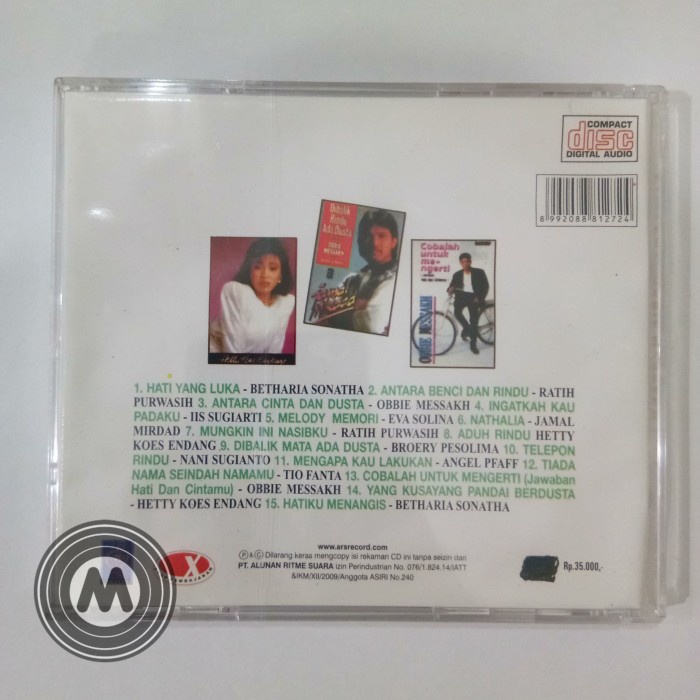 COMPACT
disc
DIGITAL AUDIO
8 992088 812724
Dibalik
Ada Dusta
Cobalah
untuk
me-
ngerti
OBBIE MESSAKH
1. HATI YANG LUKA - BETHARIA SONATHA 2. ANTARA BENCI DAN RINDU - RATIH
PURWASIH 3. ANTARA CINTA DAN DUSTA - OBBIE MESSAKH 4. INGATKAH KAU
PADAKU - IIS SUGIARTI 5. MELODY MEMORI - EVA SOLINA 6. NATHALIA - JAMAL
MIRDAD 7. MUNGKIN INI NASIBKU - RATIH PURWASIH 8. ADUH RINDU HETTY
KOES ENDANG 9. DIBALIK MATA ADA DUSTA - BROERY PESOLIMA 10. TELEPON
RINDU - NANI SUGIANTO 11. MENGAPA KAU LAKUKAN - ANGEL PFAFF 12. TIADA
NAMA SEINDAH NAMAMU - TIO FANTA 13. COBALAH UNTUK MENGERTI (Jawaban
Hati Dan Cintamu) - OBBIE MESSAKH 14. YANG KUSAYANG PANDAI BERDUSTA
- HETTY KOES ENDANG 15. HATIKU MENANGIS - BETHARIA SONATHA
www.arsrecord.com
℗ & © Dilarang keras mengcopy isi rekaman CD ini tanpa seizin dari
PT. ALUNAN RITME SUARA Izin Perindustrian No. 076/1.824.14/IATT
&IKM/XII/2009/Anggota ASIRI No.240
Rp.35.000,-
X
M